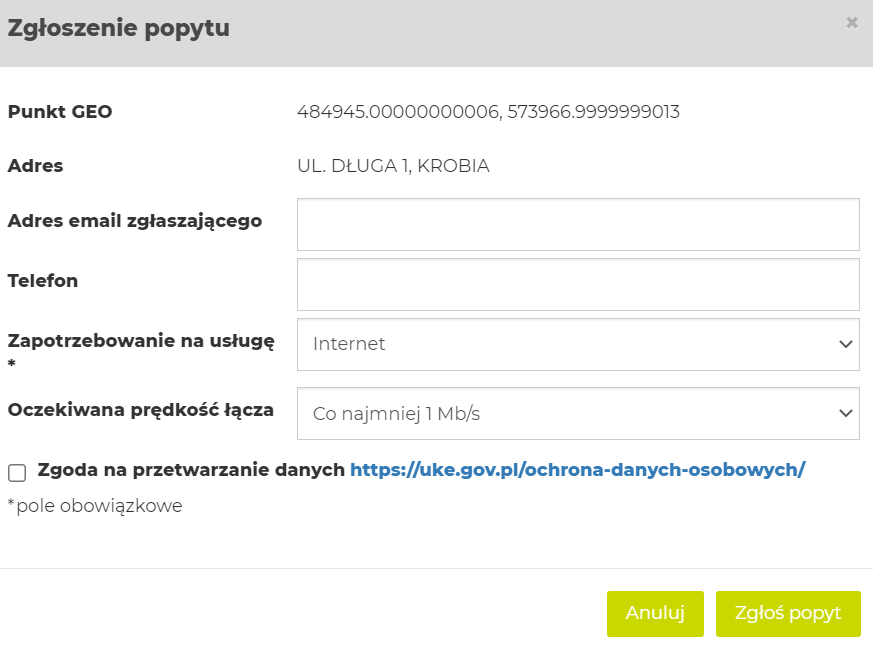 Zgłoszenie popytu
×
Punkt GEO 484945.00000000006, 573966.9999999013
Adres UL. DŁUGA 1, KROBIA
Adres email zgłaszającego
Telefon
Zapotrzebowanie na usługę * Internet
Oczekiwana prędkość łącza Co najmniej 1 Mb/s
Zgoda na przetwarzanie danych https://uke.gov.pl/ochrona-danych-osobowych/
*pole obowiązkowe
Anuluj Zgłoś popyt